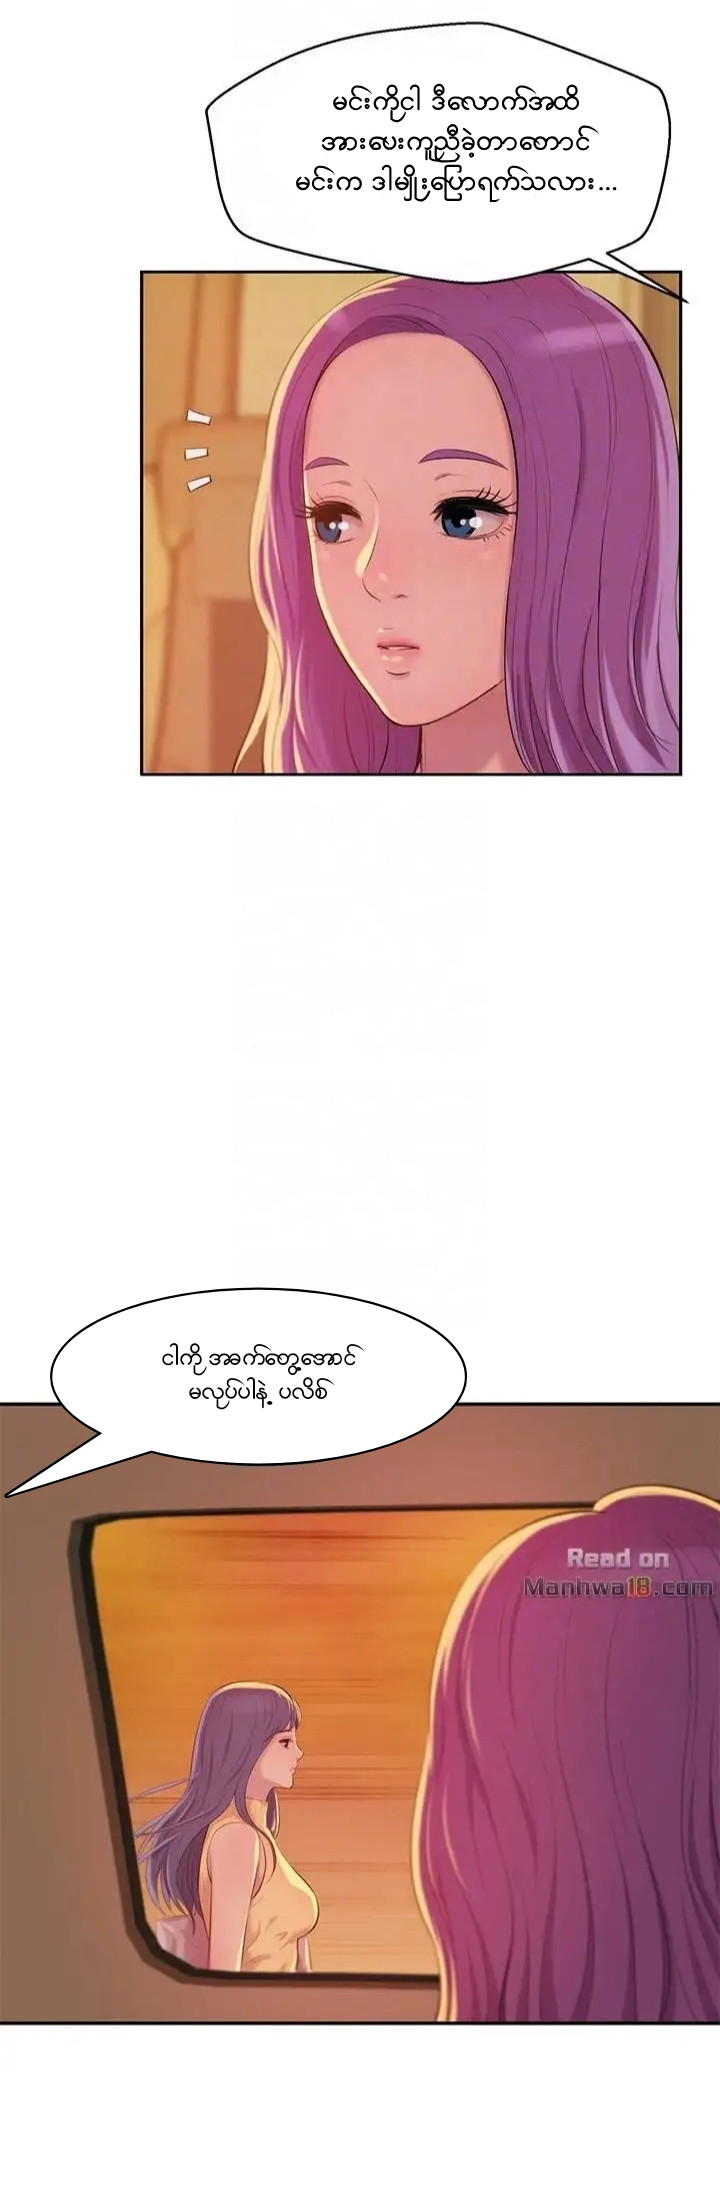 မင်းကိုငါ ဒီလောက်အထိ
အားပေးကူညီခဲ့တာတောင်
မင်းက ဒါမျိုးပြောရက်သလား...
ငါ့ကို အခက်တွေ့အောင်
မလုပ်ပါနဲ့ ပလိစ်
Read on
Manhwa18.com